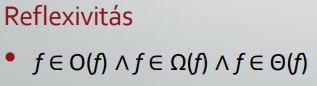 Reflexivitás
• f ∈ O(f) ∧ f ∈ Ω(f) ∧ f ∈ Θ(f)